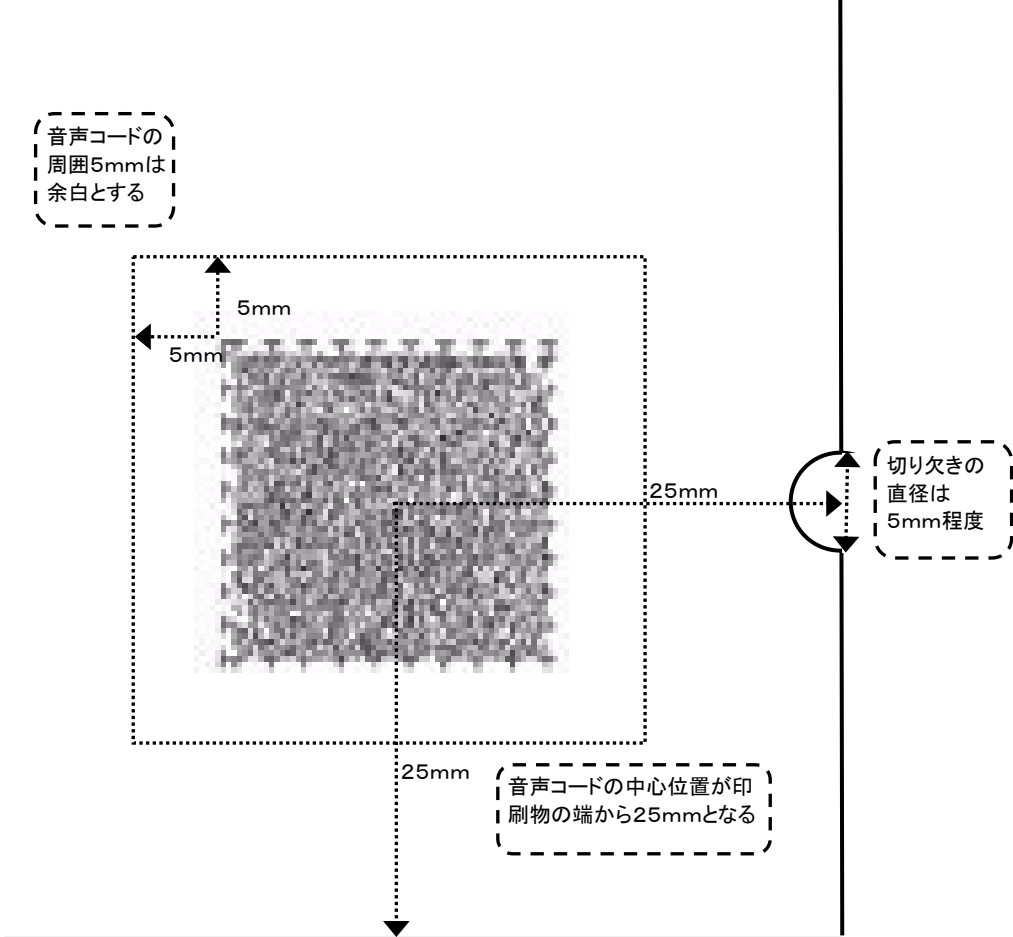 音声コードの
周囲5mmは
余白とする
5mm
5mm
切り欠きの
直径は
5mm程度
25mm
25mm
音声コードの中心位置が印
刷物の端から25mmとなる